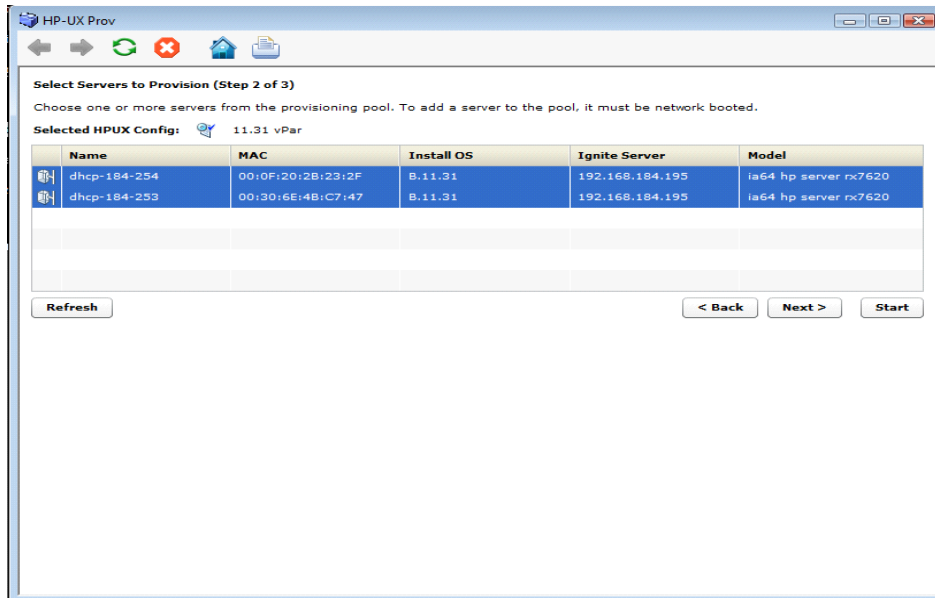 HP-UX Prov
Select Servers to Provision (Step 2 of 3)
Choose one or more servers from the provisioning pool. To add a server to the pool, it must be network booted.
Selected HPUX Config: 11.31 vPar
Name MAC Install OS Ignite Server Model
dhcp-184-254 00:0F:20:2B:23:2F B.11.31 192.168.184.195 ia64 hp server rx7620
dhcp-184-253 00:30:6E:4B:C7:47 B.11.31 192.168.184.195 ia64 hp server rx7620
Refresh < Back Next > Start